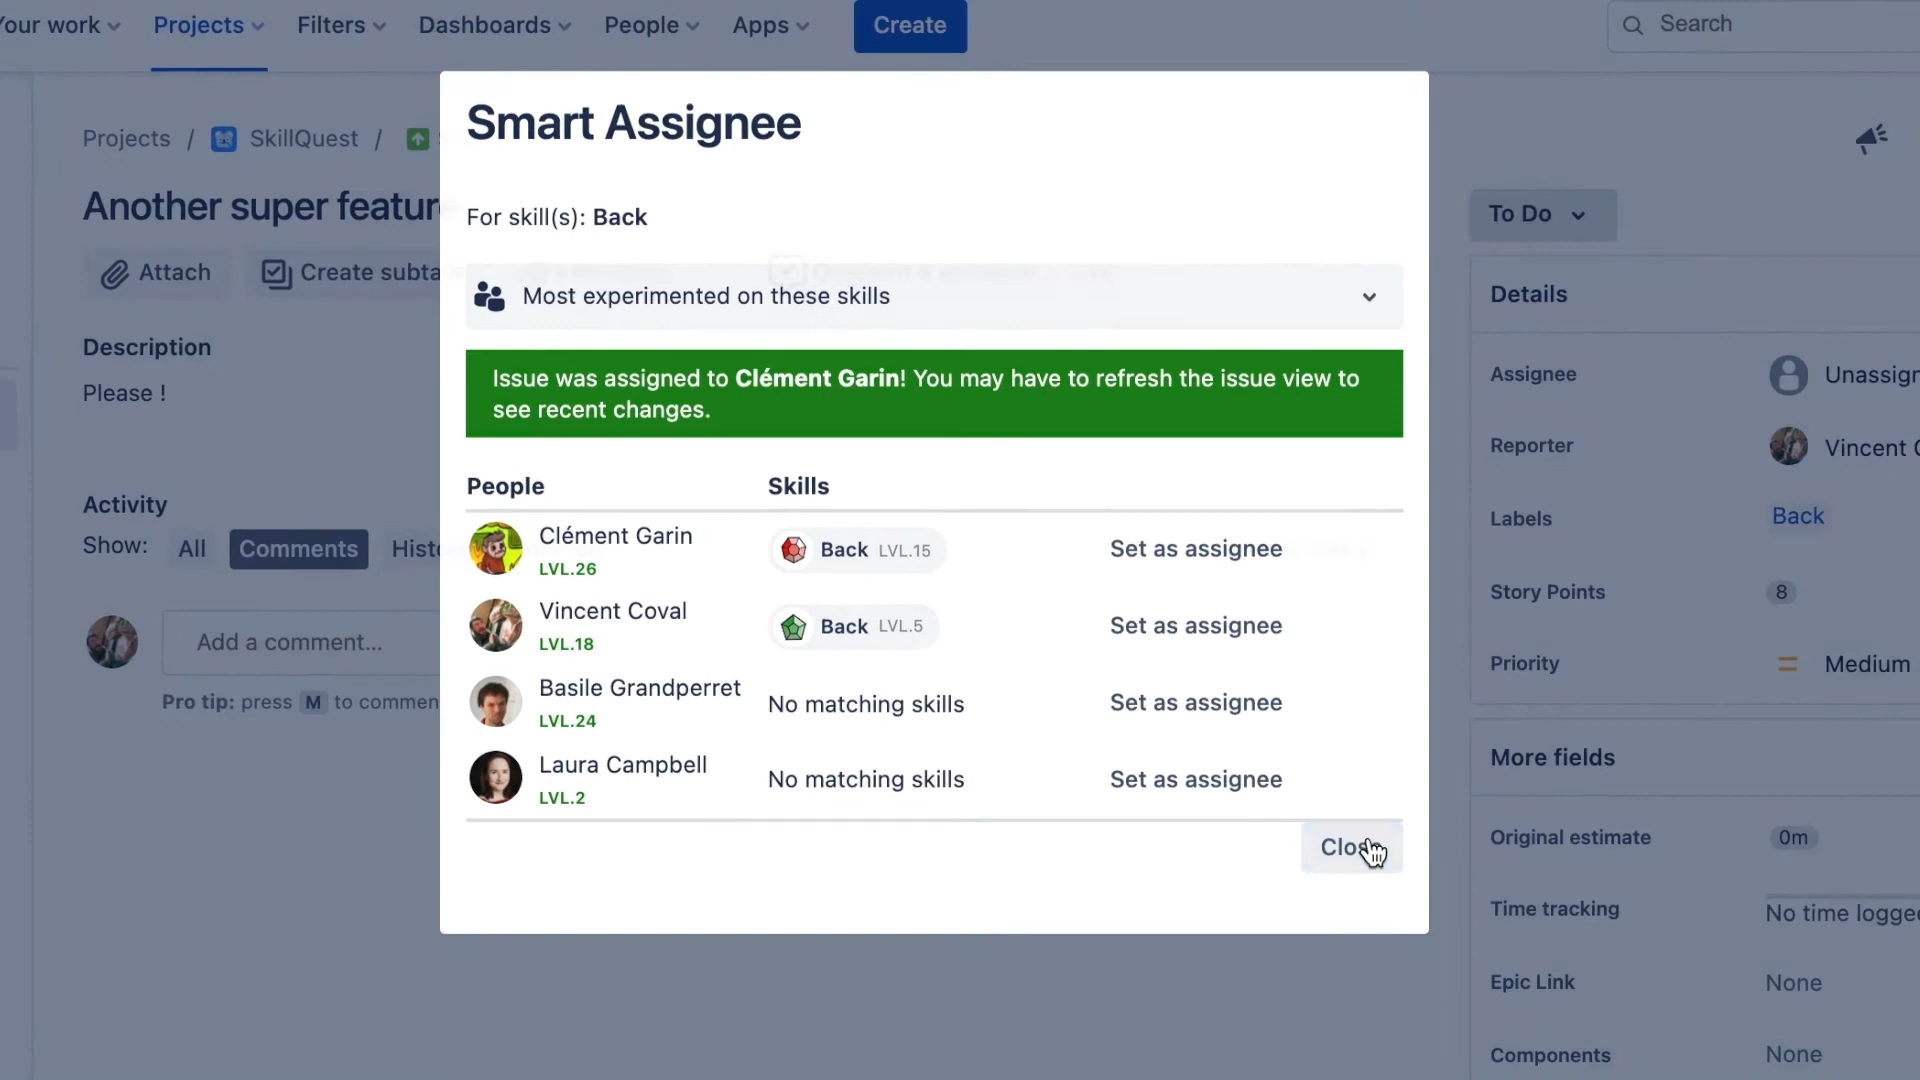 Your work
Projects
Filters
Dashboards
People
Apps
Create
Search
Projects / SkillQuest /
Another super feature
Attach
Create subta
Description
Please !
Activity
Show:
All
Comments
Histo
Add a comment...
Pro tip: press M to commen
Smart Assignee
For skill(s): Back
Most experimented on these skills
Issue was assigned to Clément Garin! You may have to refresh the issue view to
see recent changes.
People
Skills
Clément Garin
LVL.26
Back LVL.15
Set as assignee
Vincent Coval
LVL.18
Back LVL.5
Set as assignee
Basile Grandperret
LVL.24
No matching skills
Set as assignee
Laura Campbell
LVL.2
No matching skills
Set as assignee
Close
To Do
Details
Assignee
Unassign
Reporter
Vincent C
Labels
Back
Story Points
8
Priority
Medium
More fields
Original estimate
0m
Time tracking
No time logged
Epic Link
None
Components
None